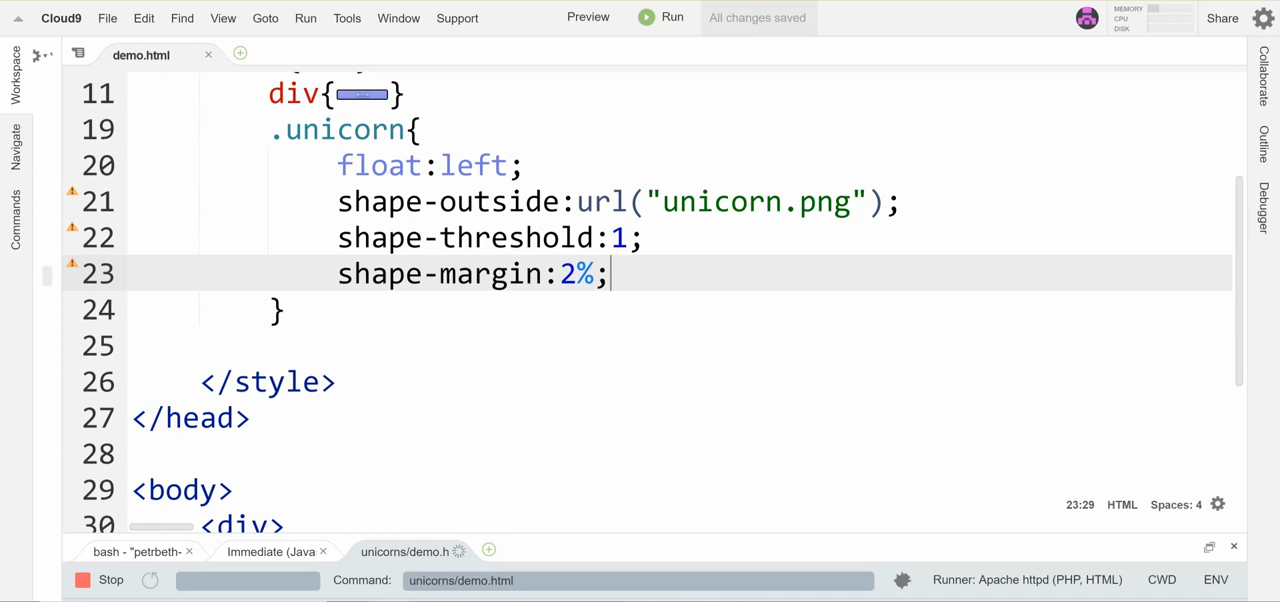 Cloud9 File Edit Find View Goto Run Tools Window Support Preview Run All changes saved MEMORY CPU DISK Share
Workspace
Navigate
Commands
demo.html
11 div{ }
19 .unicorn{
20 float:left;
21 shape-outside:url("unicorn.png");
22 shape-threshold:1;
23 shape-margin:2%;
24 }
25
26 </style>
27 </head>
28
29 <body>
30 <div>
23:29 HTML Spaces: 4
Collaborate
Outline
Debugger
bash - "petrbeth- Immediate (Java unicorns/demo.h
Stop Command: unicorns/demo.html Runner: Apache httpd (PHP, HTML) CWD ENV